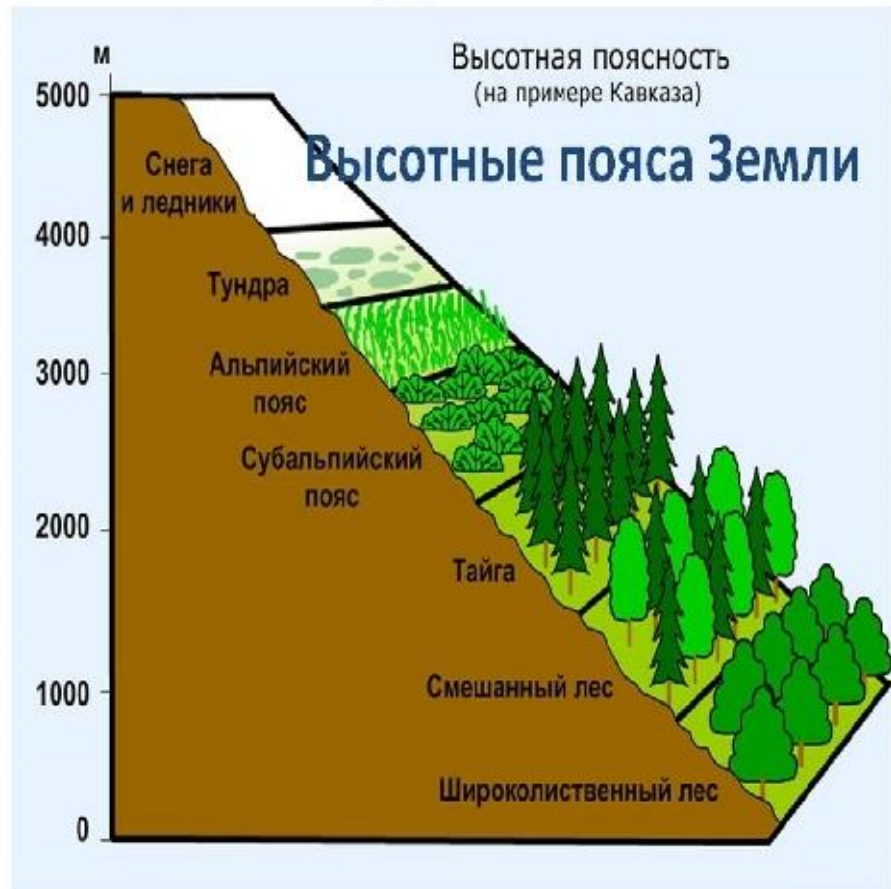 Высотная поясность
(на примере Кавказа)
Высотные пояса Земли
м
5000
Снега
и ледники
4000
Тундра
Альпийский
пояс
3000
Субальпийский
пояс
2000
Тайга
Смешанный лес
1000
Широколиственный лес
0